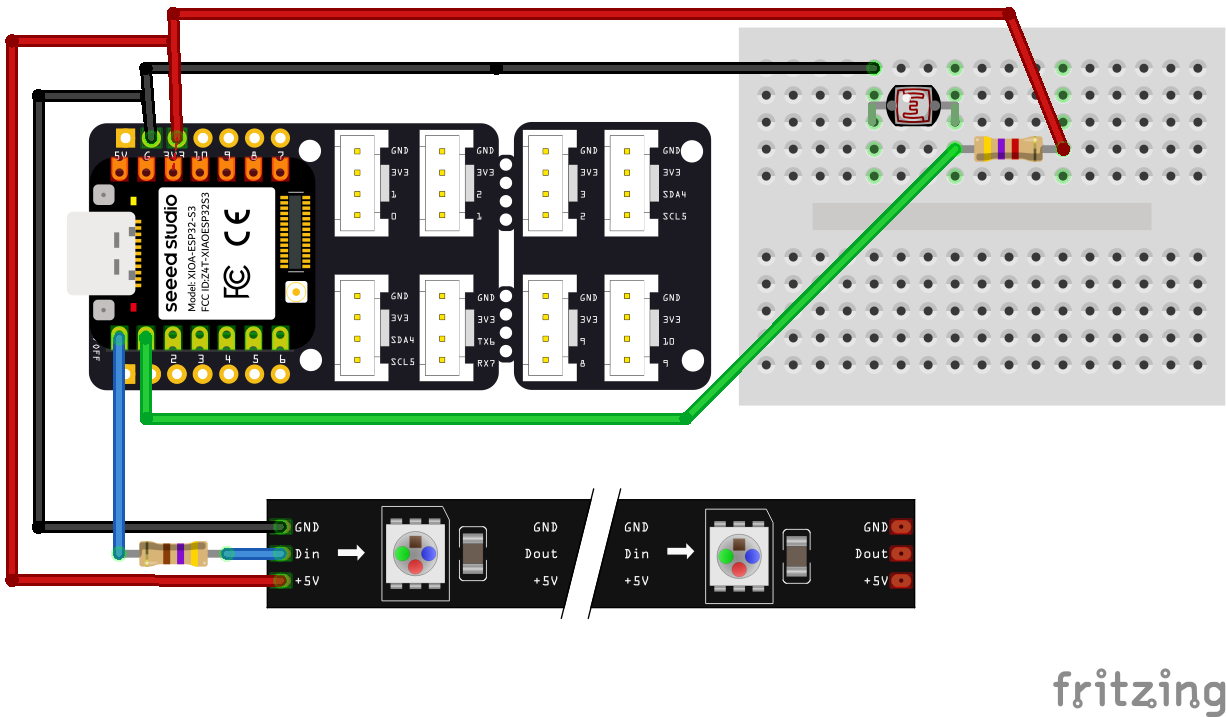 5V G 3V3 10 9 8 7
seeed studio
Model: XIOA-ESP32-S3
FCC ID:Z4T-XIAOESP32S3
CE
FC
/OFF
2 3 4 5 6
GND
3V3
1
0
GND
3V3
2
1
GND
3V3
3
2
GND
3V3
SDA4
SCL5
GND
3V3
SDA4
SCL5
GND
3V3
TX6
RX7
GND
3V3
9
8
GND
3V3
10
9
GND
Din
+5V
GND
Dout
+5V
GND
Din
+5V
GND
Dout
+5V
fritzing